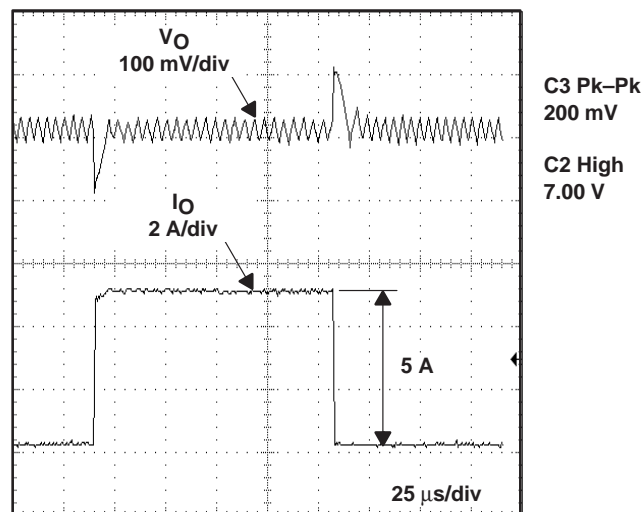 VO
100 mV/div
C3 Pk–Pk
200 mV
C2 High
7.00 V
IO
2 A/div
5 A
25 μs/div